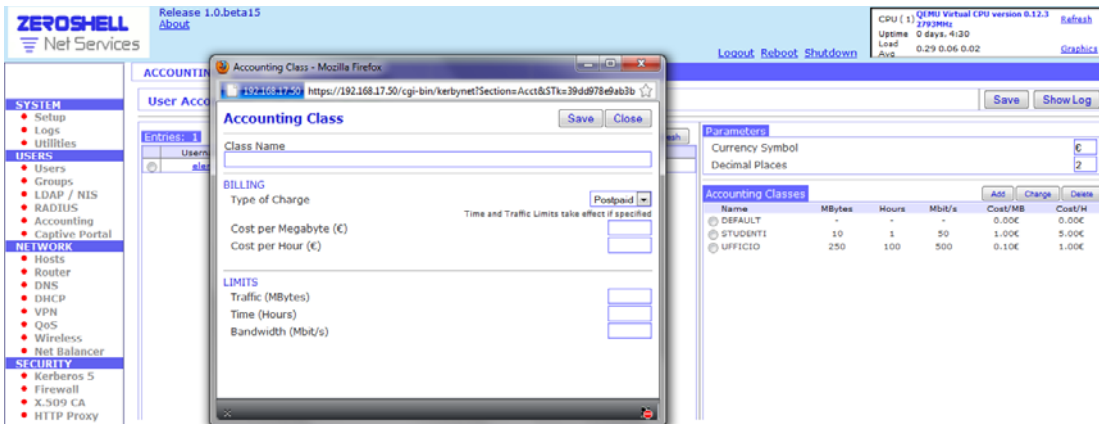 ZEROSHELL
Net Services
Release 1.0.beta15
About
Logout Reboot Shutdown
CPU ( 1) QEMU Virtual CPU version 0.12.3
2793MHz
Refresh
Uptime 0 days, 4:30
Load
Avg
0.29 0.06 0.02
Graphics
SYSTEM
Setup
Logs
Utilities
USERS
Users
Groups
LDAP / NIS
RADIUS
Accounting
Captive Portal
NETWORK
Hosts
Router
DNS
DHCP
VPN
QoS
Wireless
Net Balancer
SECURITY
Kerberos 5
Firewall
X.509 CA
HTTP Proxy
ACCOUNTIN
User Acco
Save Show Log
Entries: 1
Usern
Accounting Class - Mozilla Firefox
192.168.17.50 https://192.168.17.50/cgi-bin/kerbynet?Section=Acct&STk=39dd978e9ab3b
Accounting Class
Save Close
Class Name
BILLING
Type of Charge Postpaid
Time and Traffic Limits take effect if specified
Cost per Megabyte (€)
Cost per Hour (€)
LIMITS
Traffic (MBytes)
Time (Hours)
Bandwidth (Mbit/s)
Parameters
Currency Symbol €
Decimal Places 2
Accounting Classes
Add Change Delete
Name MBytes Hours Mbit/s Cost/MB Cost/H
DEFAULT - - - 0.00€ 0.00€
STUDENTI 10 1 50 1.00€ 5.00€
UFFICIO 250 100 500 0.10€ 1.00€